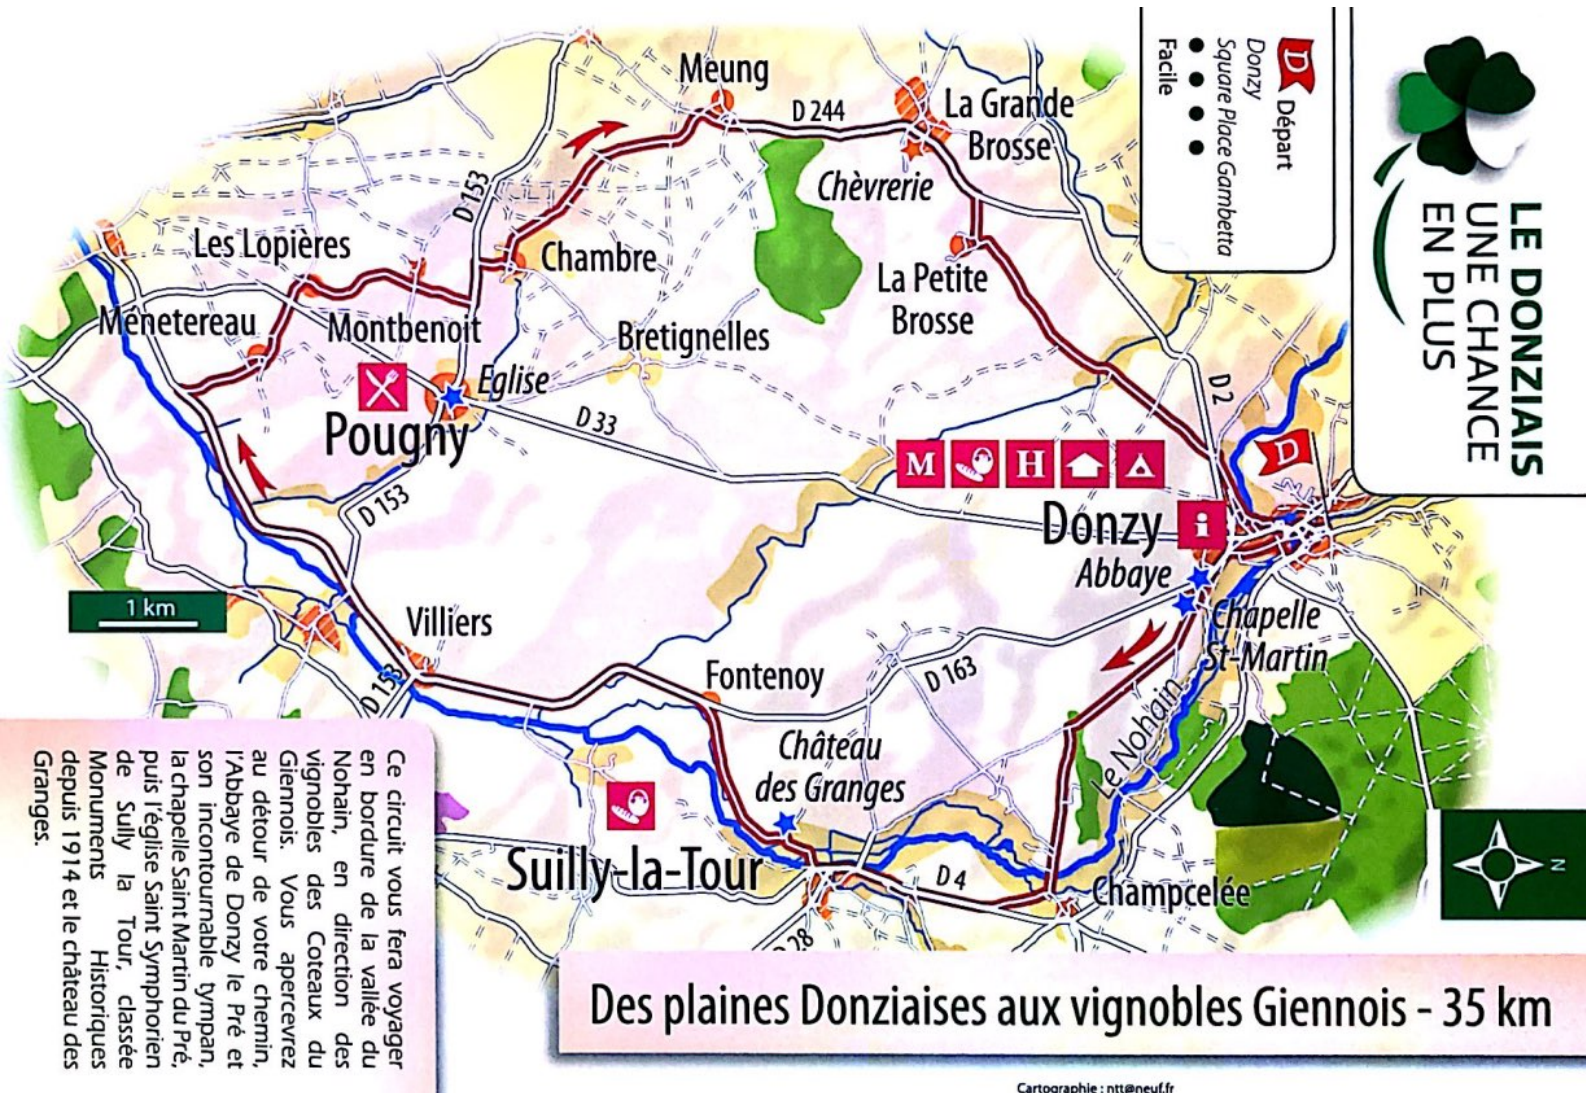 LE DONZIAIS
UNE CHANCE
EN PLUS
D Départ
Donzy
Square Place Gambetta
Facile
Meung
D 244
La Grande
Brosse
Chèvrerie
D 153
Les Lopières
Chambre
La Petite
Brosse
Ménetereau
Montbenoit
Bretignelles
Eglise
D 2
Pougny
D 33
D
M
H
D 153
Donzy
i
Abbaye
1 km
Villiers
Chapelle
St-Martin
Fontenoy
D 163
D 153
Le Nohain
Château
des Granges
Suilly-la-Tour
D 4
Champcelée
N
28
Ce circuit vous fera voyager
en bordure de la vallée du
Nohain, en direction des
vignobles des Coteaux du
Giennois. Vous apercevrez
au détour de votre chemin,
l'Abbaye de Donzy le Pré et
son incontournable tympan,
la chapelle Saint Martin du Pré,
puis l'église Saint Symphorien
de Sully la Tour, classée
Monuments Historiques
depuis 1914 et le château des
Granges.
Des plaines Donziaises aux vignobles Giennois - 35 km
Cartographie : ntt@neuf.fr